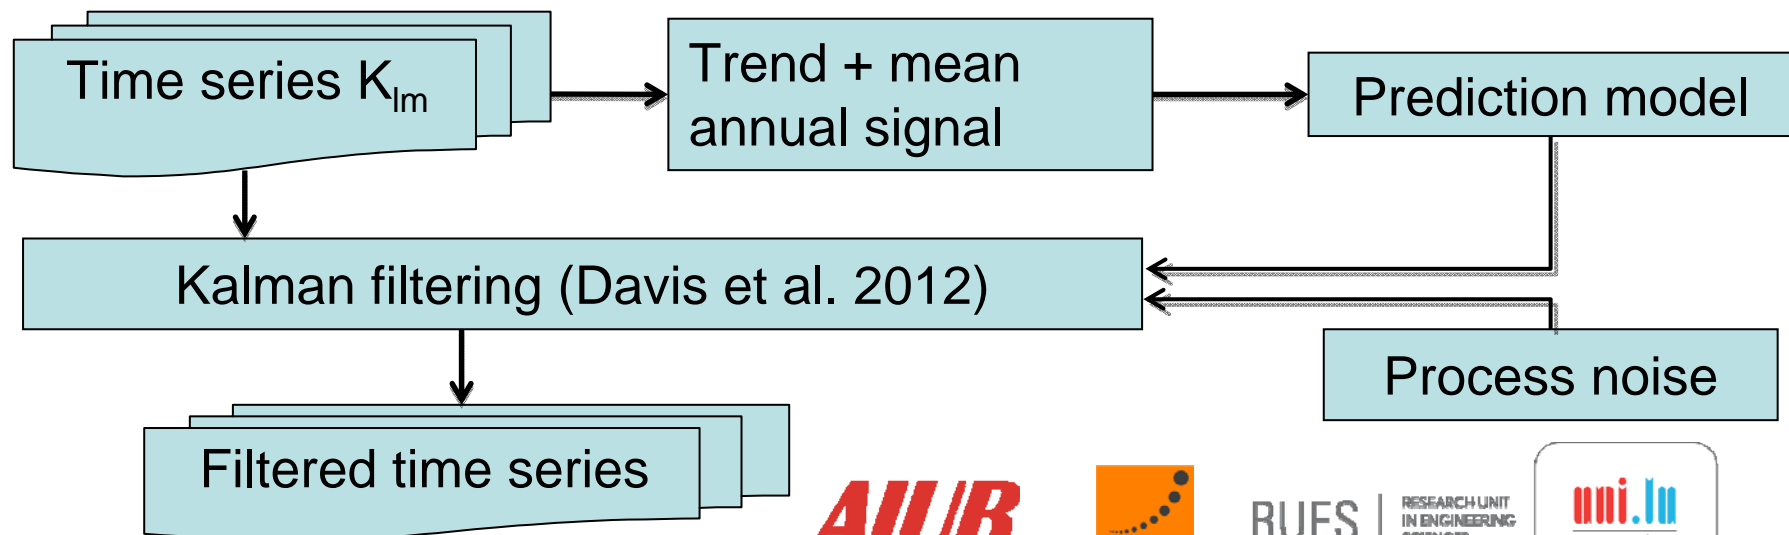 Time series Klm
Trend + mean
annual signal
Prediction model
Kalman filtering (Davis et al. 2012)
Process noise
Filtered time series
RUES
RESEARCH UNIT
IN ENGINEERING
uni.lu